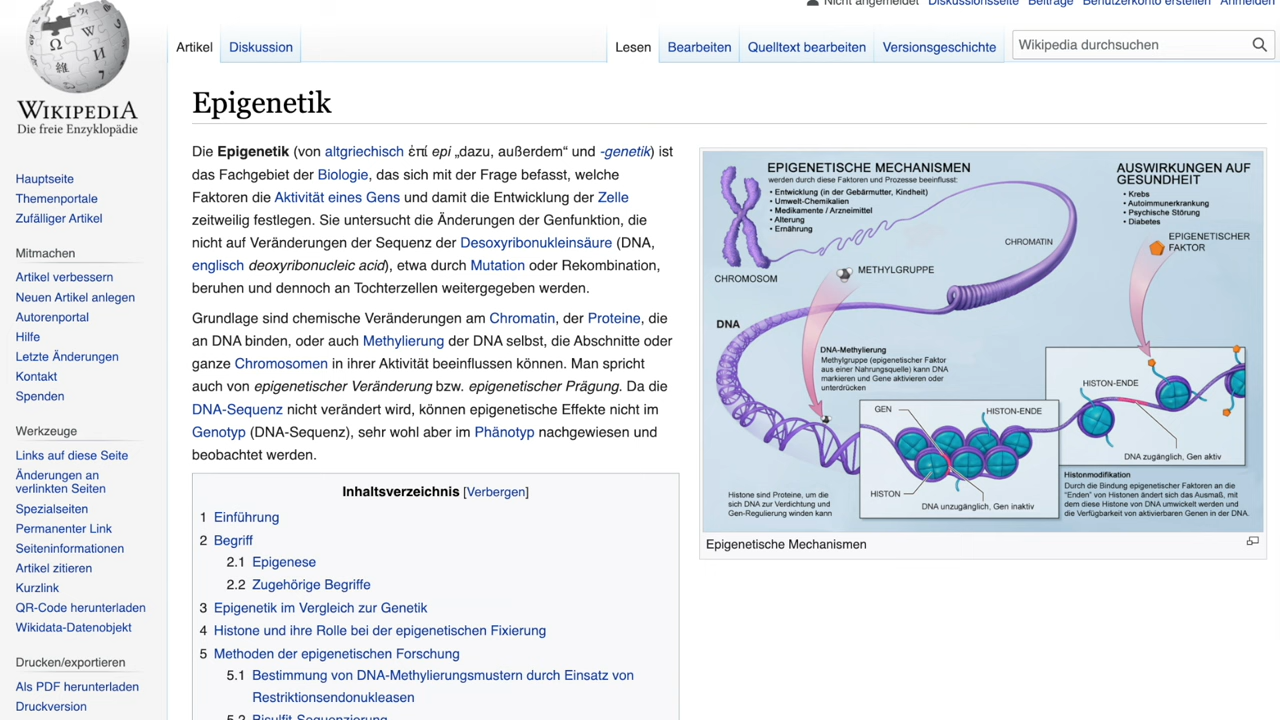 Nicht angemeldet Diskussionsseite Beiträge Benutzerkonto erstellen Anmelden
Artikel Diskussion Lesen Bearbeiten Quelltext bearbeiten Versionsgeschichte Wikipedia durchsuchen
Ω W И 維
WIKIPEDIA
Die freie Enzyklopädie
Hauptseite
Themenportale
Zufälliger Artikel
Mitmachen
Artikel verbessern
Neuen Artikel anlegen
Autorenportal
Hilfe
Letzte Änderungen
Kontakt
Spenden
Werkzeuge
Links auf diese Seite
Änderungen an
verlinkten Seiten
Spezialseiten
Permanenter Link
Seiteninformationen
Artikel zitieren
Kurzlink
QR-Code herunterladen
Wikidata-Datenobjekt
Drucken/exportieren
Als PDF herunterladen
Druckversion
Epigenetik
Die Epigenetik (von altgriechisch ἐπί epi „dazu, außerdem“ und -genetik) ist
das Fachgebiet der Biologie, das sich mit der Frage befasst, welche
Faktoren die Aktivität eines Gens und damit die Entwicklung der Zelle
zeitweilig festlegen. Sie untersucht die Änderungen der Genfunktion, die
nicht auf Veränderungen der Sequenz der Desoxyribonukleinsäure (DNA,
englisch deoxyribonucleic acid), etwa durch Mutation oder Rekombination,
beruhen und dennoch an Tochterzellen weitergegeben werden.
Grundlage sind chemische Veränderungen am Chromatin, der Proteine, die
an DNA binden, oder auch Methylierung der DNA selbst, die Abschnitte oder
ganze Chromosomen in ihrer Aktivität beeinflussen können. Man spricht
auch von epigenetischer Veränderung bzw. epigenetischer Prägung. Da die
DNA-Sequenz nicht verändert wird, können epigenetische Effekte nicht im
Genotyp (DNA-Sequenz), sehr wohl aber im Phänotyp nachgewiesen und
beobachtet werden.
Inhaltsverzeichnis [Verbergen]
1 Einführung
2 Begriff
2.1 Epigenese
2.2 Zugehörige Begriffe
3 Epigenetik im Vergleich zur Genetik
4 Histone und ihre Rolle bei der epigenetischen Fixierung
5 Methoden der epigenetischen Forschung
5.1 Bestimmung von DNA-Methylierungsmustern durch Einsatz von
Restriktionsendonukleasen
5.2 Bisulfit-Sequenzierung
EPIGENETISCHE MECHANISMEN
werden durch diese Faktoren und Prozesse beeinflusst:
• Entwicklung (in der Gebärmutter, Kindheit)
• Umwelt-Chemikalien
• Medikamente / Arzneimittel
• Alterung
• Ernährung
AUSWIRKUNGEN AUF
GESUNDHEIT
• Krebs
• Autoimmunerkrankung
• Psychische Störung
• Diabetes
EPIGENETISCHER
FAKTOR
CHROMATIN
METHYLGRUPPE
CHROMOSOM
DNA
DNA-Methylierung
Methylgruppe (epigenetischer Faktor
aus einer Nahrungsquelle) kann DNA
markieren und Gene aktivieren oder
unterdrücken
HISTON-ENDE
GEN
HISTON-ENDE
DNA zugänglich, Gen aktiv
HISTON
DNA unzugänglich, Gen inaktiv
Histone sind Proteine, um die
sich DNA zur Verdichtung und
Gen-Regulierung winden kann
Histonmodifikation
Durch die Bindung epigenetischer Faktoren an die
"Enden" von Histonen ändert sich das Ausmaß, mit
dem diese Histone von DNA umwickelt werden und
die Verfügbarkeit von aktivierbaren Genen in der DNA.
Epigenetische Mechanismen